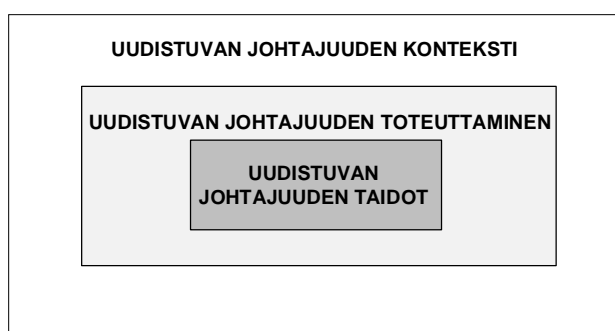 UUDISTUVAN JOHTAJUUDEN KONTEKSTI
UUDISTUVAN JOHTAJUUDEN TOTEUTTAMINEN
UUDISTUVAN
JOHTAJUUDEN TAIDOT